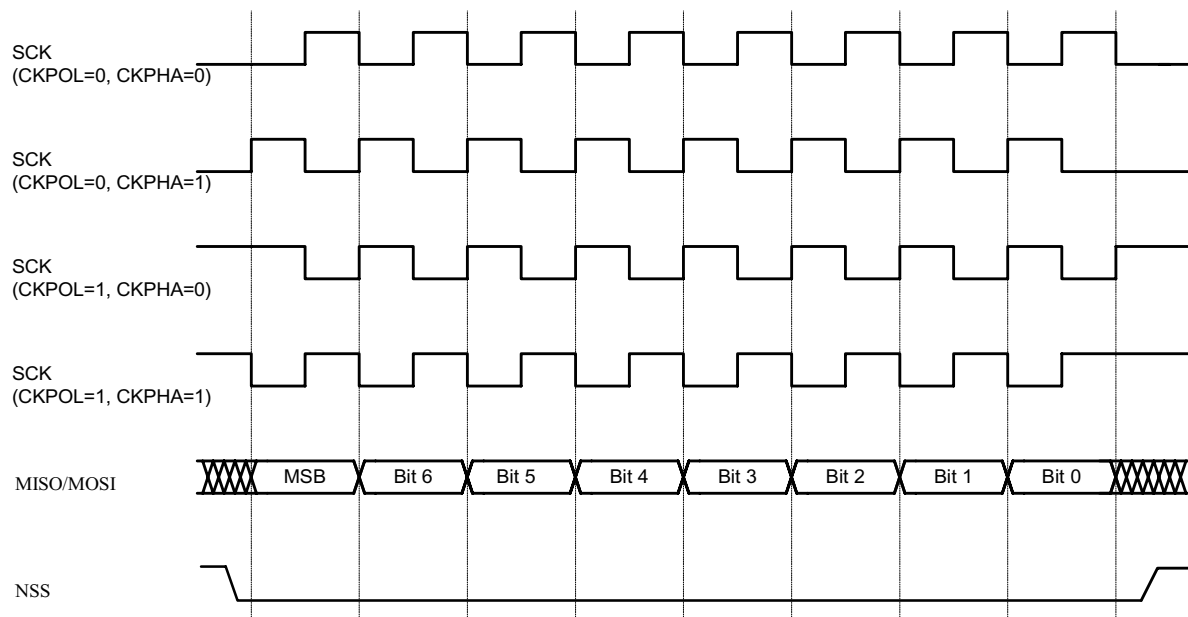 SCK
(CKPOL=0, CKPHA=0)
SCK
(CKPOL=0, CKPHA=1)
SCK
(CKPOL=1, CKPHA=0)
SCK
(CKPOL=1, CKPHA=1)
MISO/MOSI MSB Bit 6 Bit 5 Bit 4 Bit 3 Bit 2 Bit 1 Bit 0
NSS